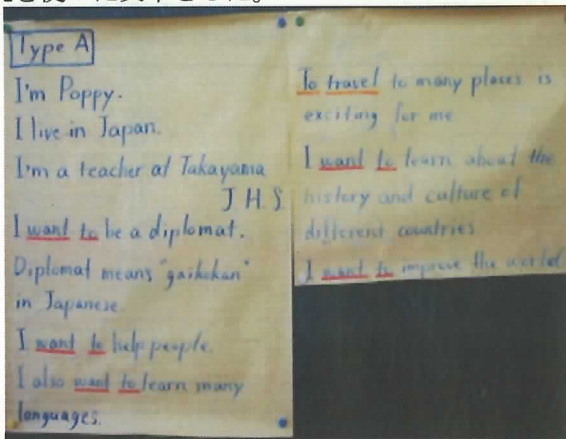 Type A
I'm Poppy.
I live in Japan.
I'm a teacher at Takayama
J H. S.
I want to be a diplomat.
Diplomat means "gaikokan"
in Japanese.
I want to help people.
I also want to learn many
languages.
To travel to many places is
exciting for me
I want to learn about the
history and culture of
different countries
I want to improve the world